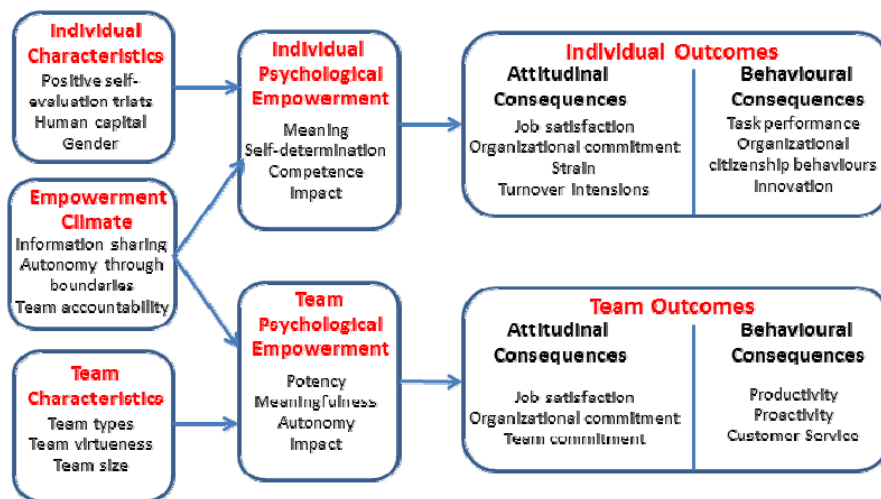 Individual
Characteristics
Positive self-
evaluation triats
Human capital
Gender
Empowerment
Climate
Information sharing
Autonomy through
boundaries
Team accountability
Team
Characteristics
Team types
Team virtueness
Team size
Individual
Psychological
Empowerment
Meaning
Self-determination
Competence
Impact
Team
Psychological
Empowerment
Potency
Meaningfulness
Autonomy
Impact
Individual Outcomes
Attitudinal
Consequences
Job satisfaction
Organizational commitment
Strain
Turnover Intensions
Behavioural
Consequences
Task performance
Organizational
citizenship behaviours
Innovation
Team Outcomes
Attitudinal
Consequences
Job satisfaction
Organizational commitment
Team commitment
Behavioural
Consequences
Productivity
Proactivity
Customer Service